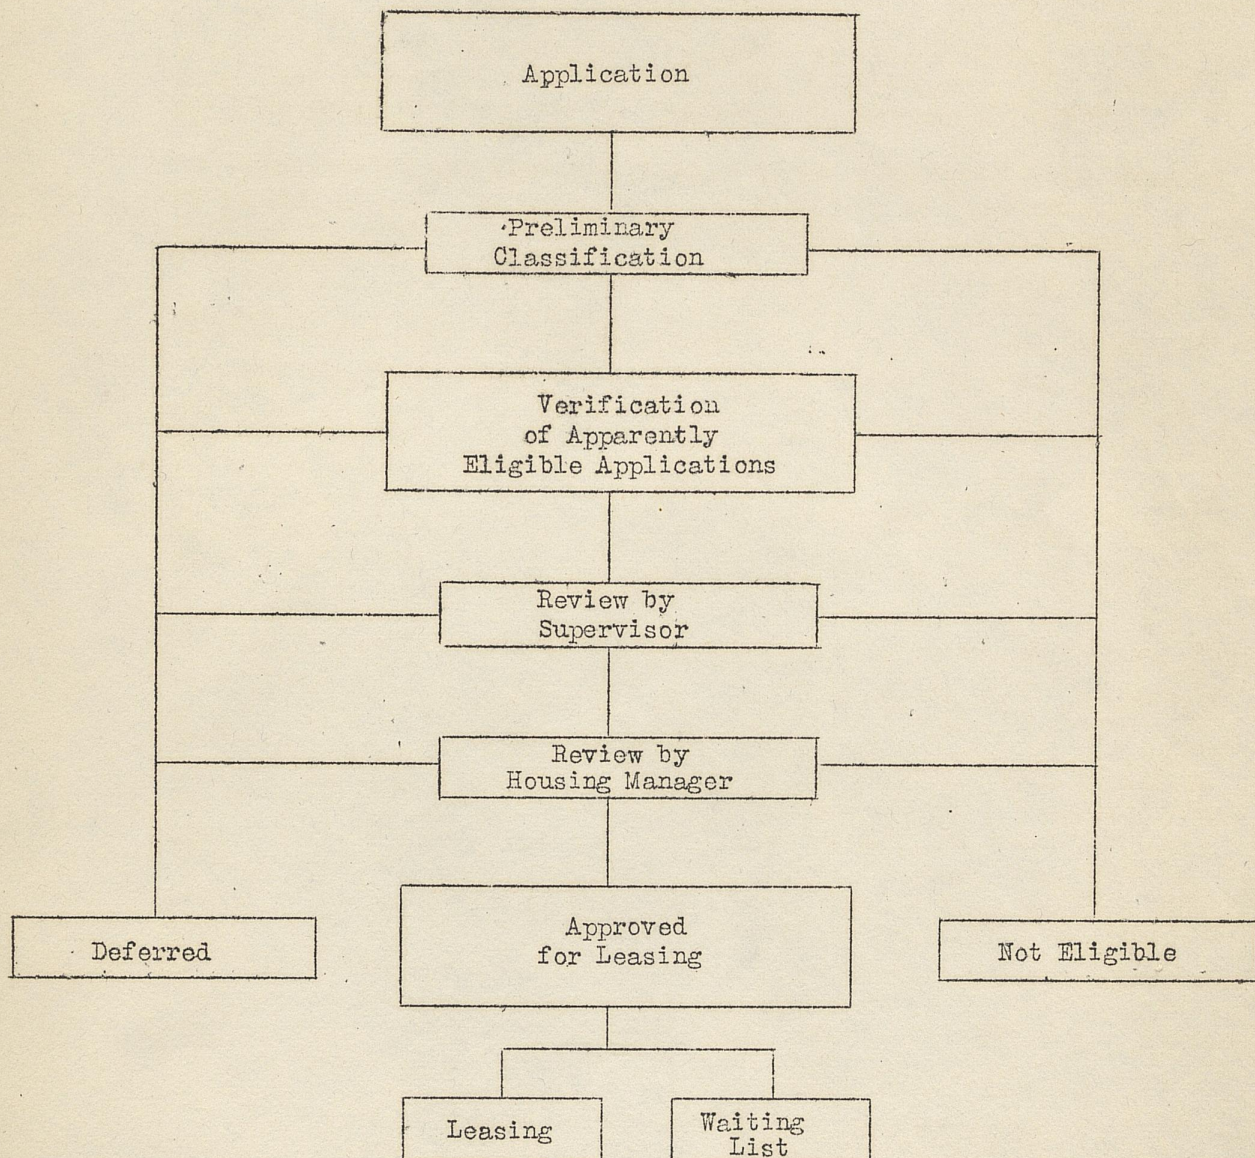 Application
Preliminary
Classification
Verification
of Apparently
Eligible Applications
Review by
Supervisor
Review by
Housing Manager
Approved
for Leasing
Deferred
Not Eligible
Leasing
Waiting
List